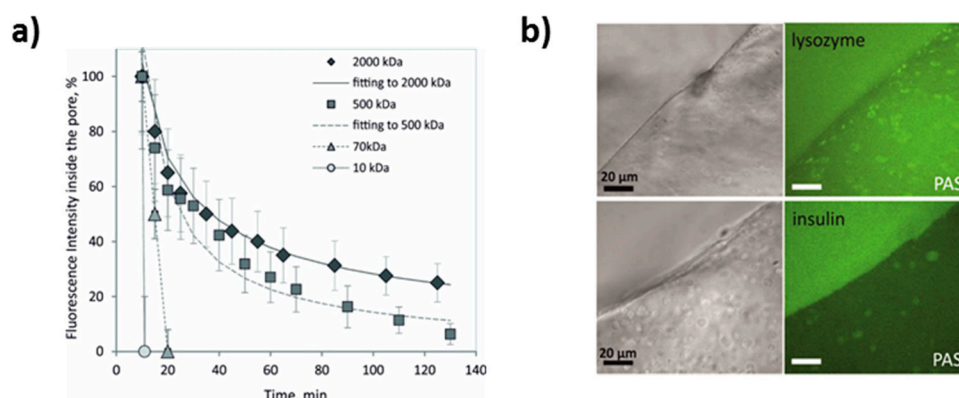 a)
Fluorescence Intensity inside the pore, %
100
80
60
40
20
0
0 20 40 60 80 100 120 140
Time, min
2000 kDa
fitting to 2000 kDa
500 kDa
fitting to 500 kDa
70kDa
10 kDa
b)
lysozyme
20 µm
PAS
insulin
20 µm
PAS